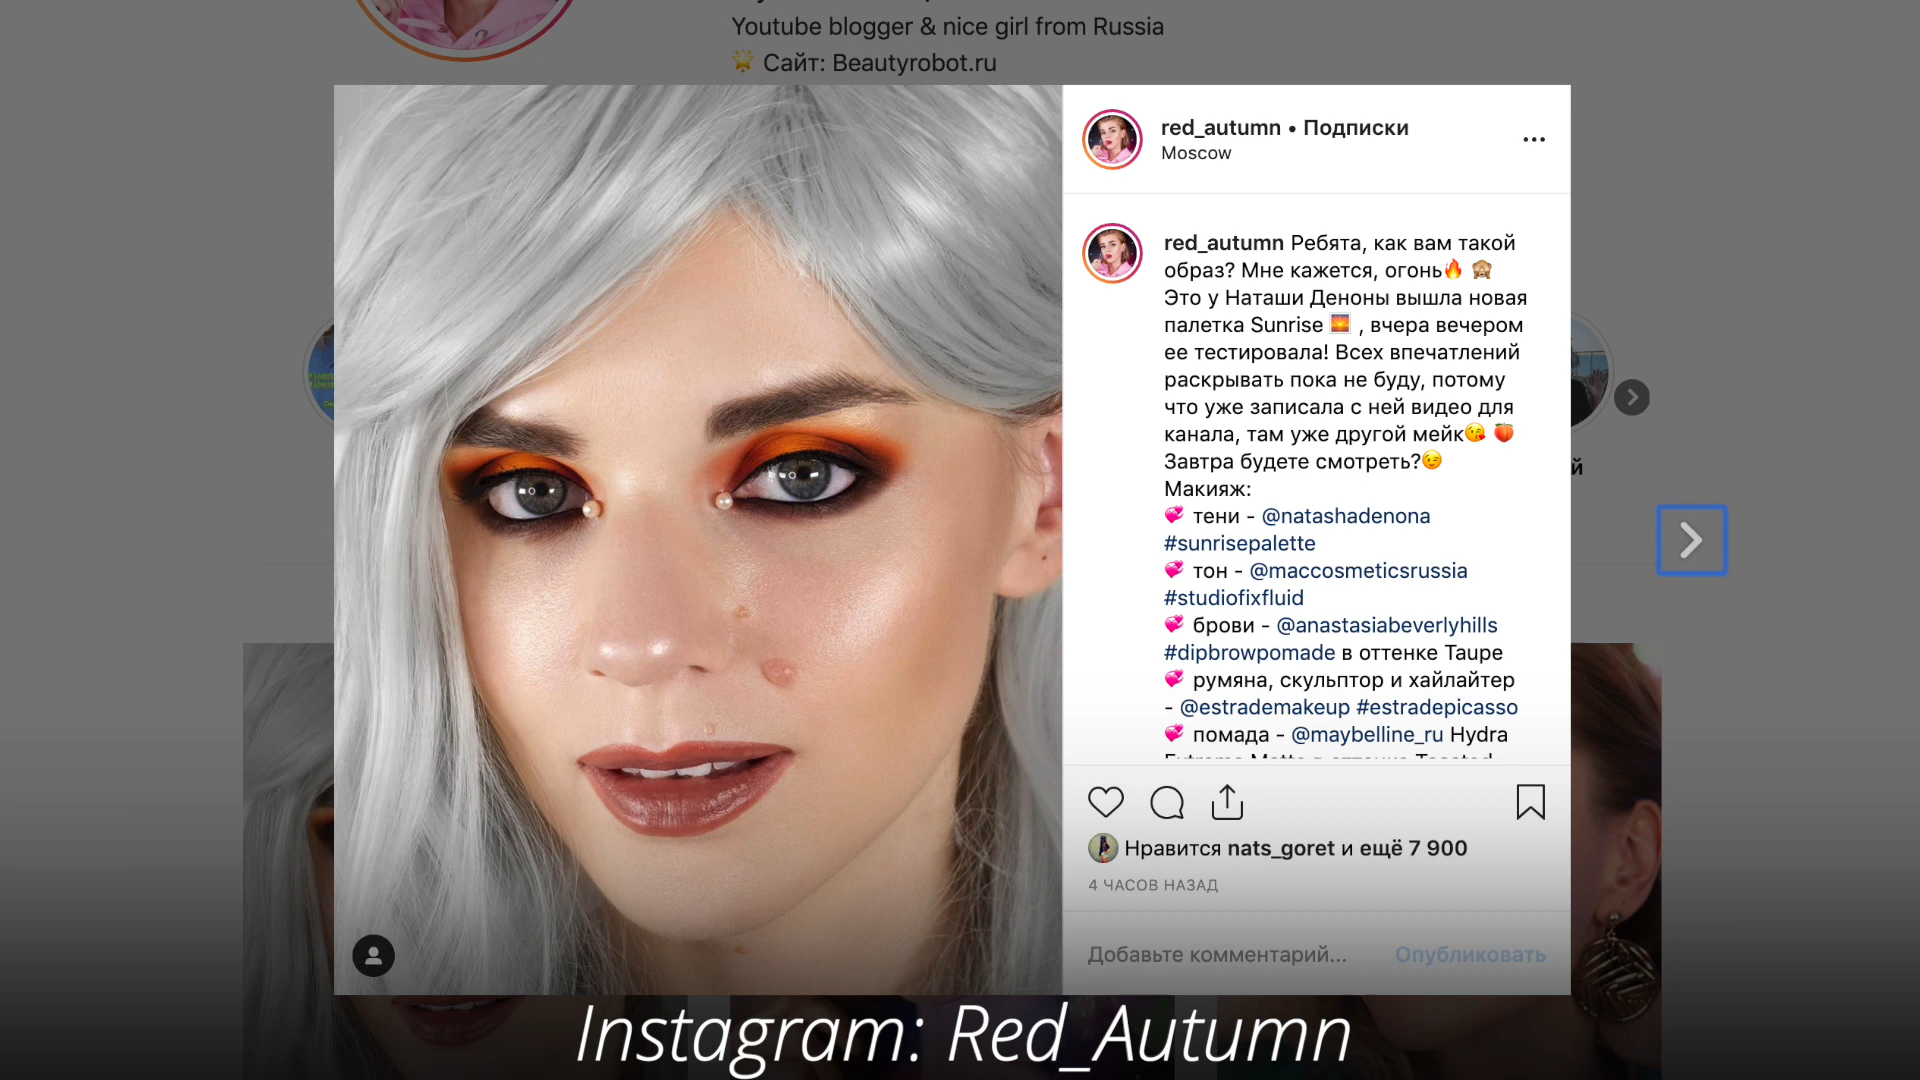 Youtube blogger & nice girl from Russia
🌟 Сайт: Beautyrobot.ru
red_autumn • Подписки
Moscow
red_autumn Ребята, как вам такой
образ? Мне кажется, огонь🔥 🙈
Это у Наташи Деноны вышла новая
палетка Sunrise 🌅 , вчера вечером
ее тестировала! Всех впечатлений
раскрывать пока не буду, потому
что уже записала с ней видео для
канала, там уже другой мейк😘 🍑
Завтра будете смотреть?😉
Макияж:
💞 тени - @natashadenona
#sunrisepalette
💞 тон - @maccosmeticsrussia
#studiofixfluid
💞 брови - @anastasiabeverlyhills
#dipbrowpomade в оттенке Taupe
💞 румяна, скульптор и хайлайтер
- @estrademakeup #estradepicasso
💞 помада - @maybelline_ru Hydra
Extreme Matte в оттенке Toasted
Нравится nats_goret и ещё 7 900
4 ЧАСОВ НАЗАД
Добавьте комментарий... Опубликовать
Instagram: Red_Autumn